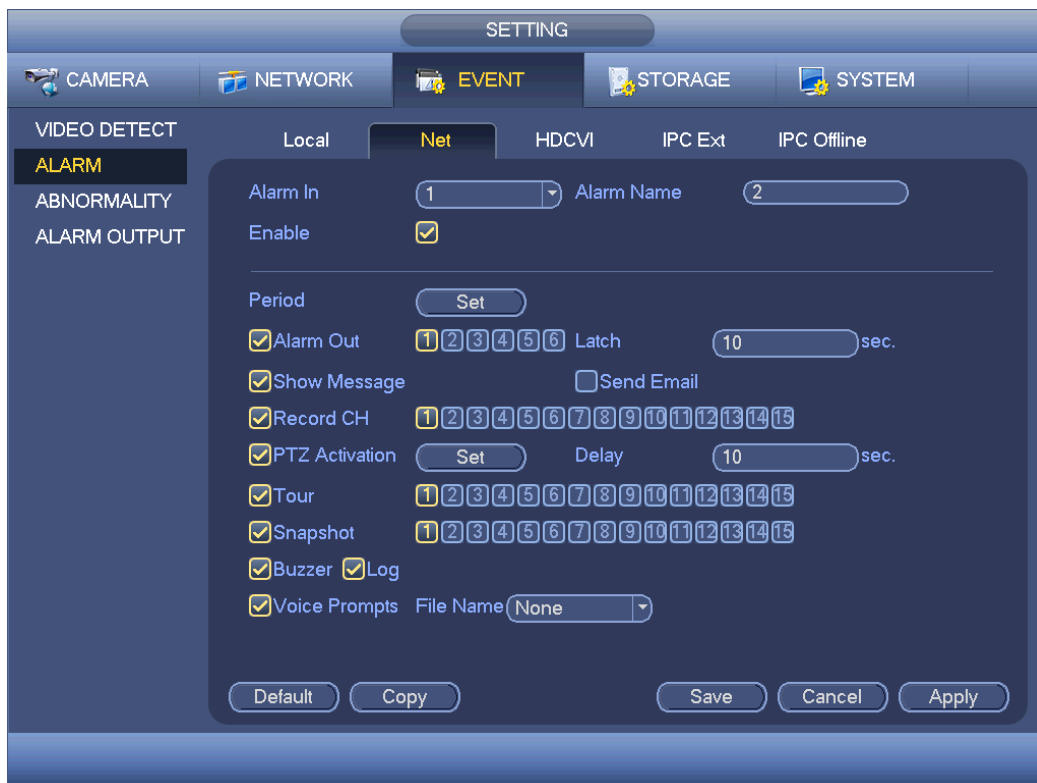 SETTING
CAMERA NETWORK EVENT STORAGE SYSTEM
VIDEO DETECT
ALARM
ABNORMALITY
ALARM OUTPUT
Local Net HDCVI IPC Ext IPC Offline
Alarm In 1 Alarm Name 2
Enable
Period Set
Alarm Out 1 2 3 4 5 6 Latch 10 sec.
Show Message Send Email
Record CH 1 2 3 4 5 6 7 8 9 10 11 12 13 14 15
PTZ Activation Set Delay 10 sec.
Tour 1 2 3 4 5 6 7 8 9 10 11 12 13 14 15
Snapshot 1 2 3 4 5 6 7 8 9 10 11 12 13 14 15
Buzzer Log
Voice Prompts File Name None
Default Copy Save Cancel Apply